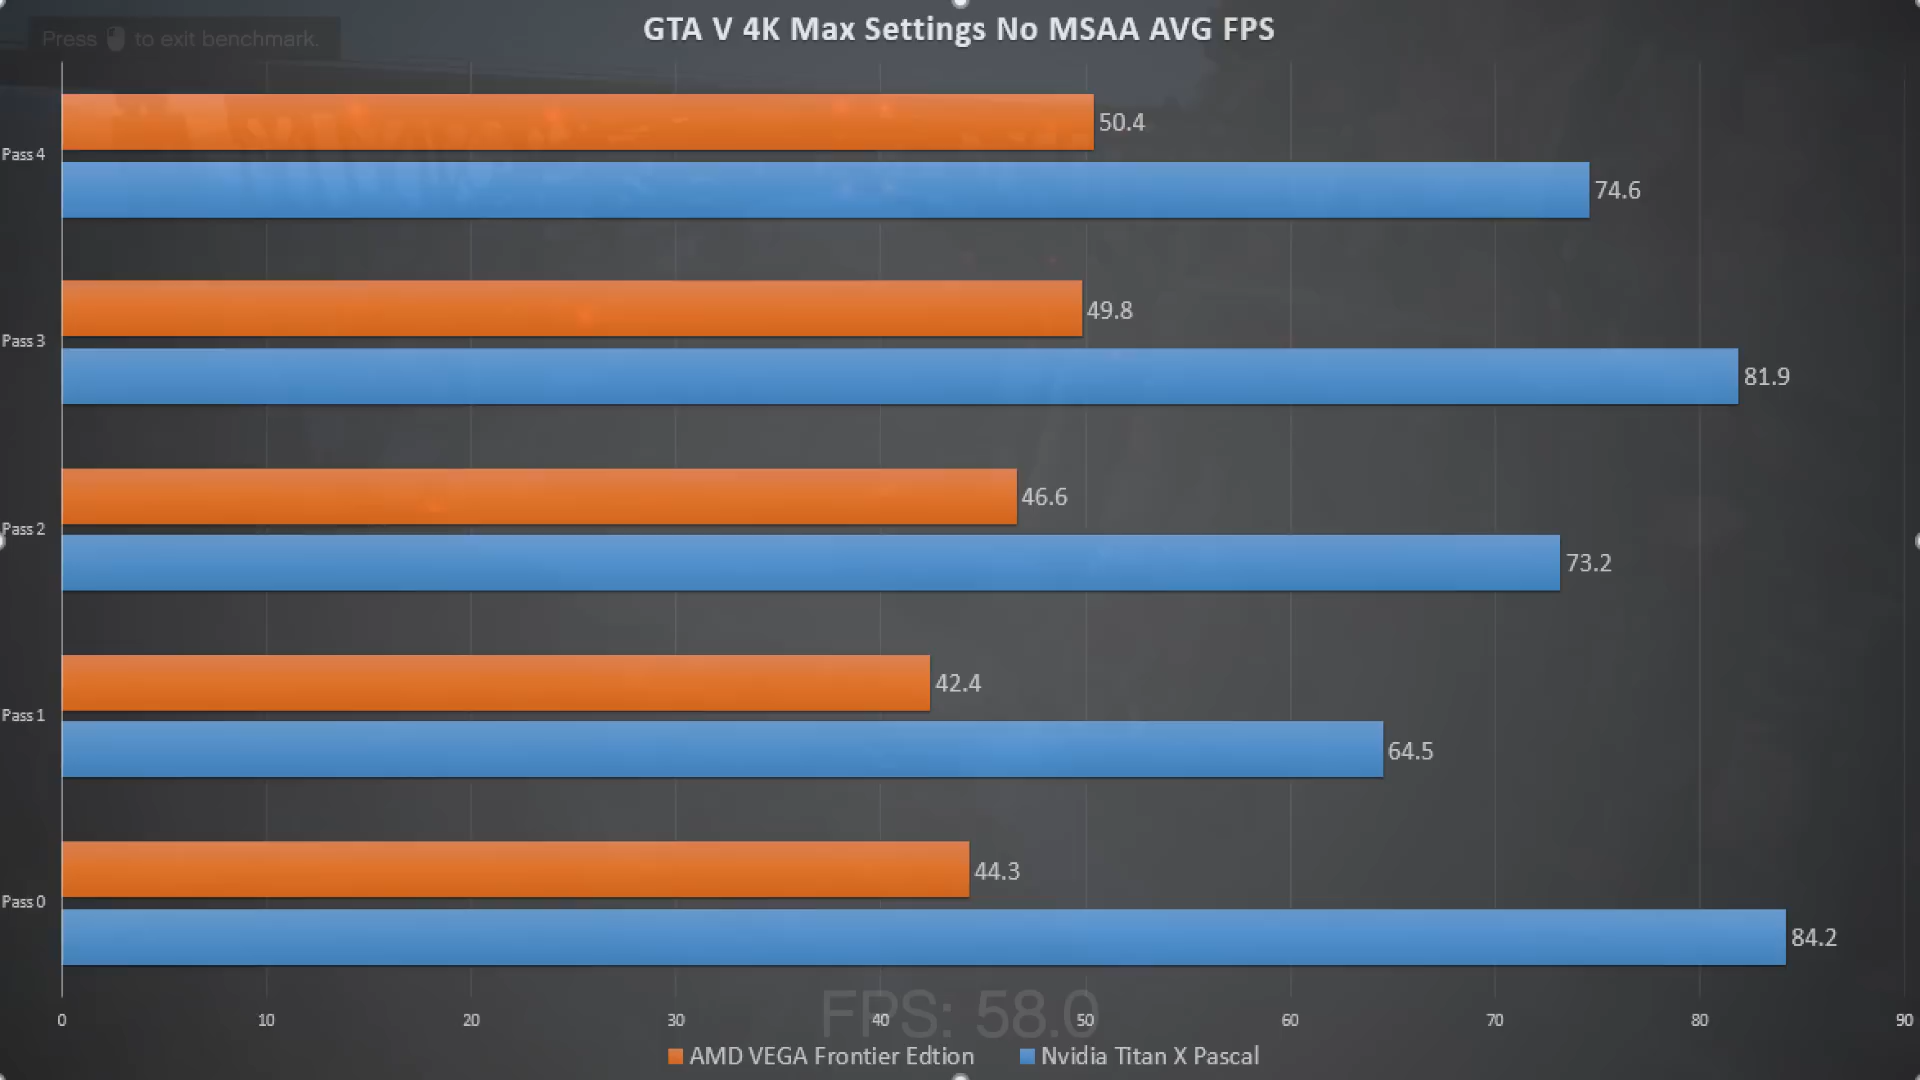 GTA V 4K Max Settings No MSAA AVG FPS
Press to exit benchmark.
50.4
Pass 4
74.6
49.8
Pass 3
81.9
46.6
Pass 2
73.2
42.4
Pass 1
64.5
44.3
Pass 0
84.2
FPS: 58.0
0 10 20 30 40 50 60 70 80 90
AMD VEGA Frontier Edtion Nvidia Titan X Pascal